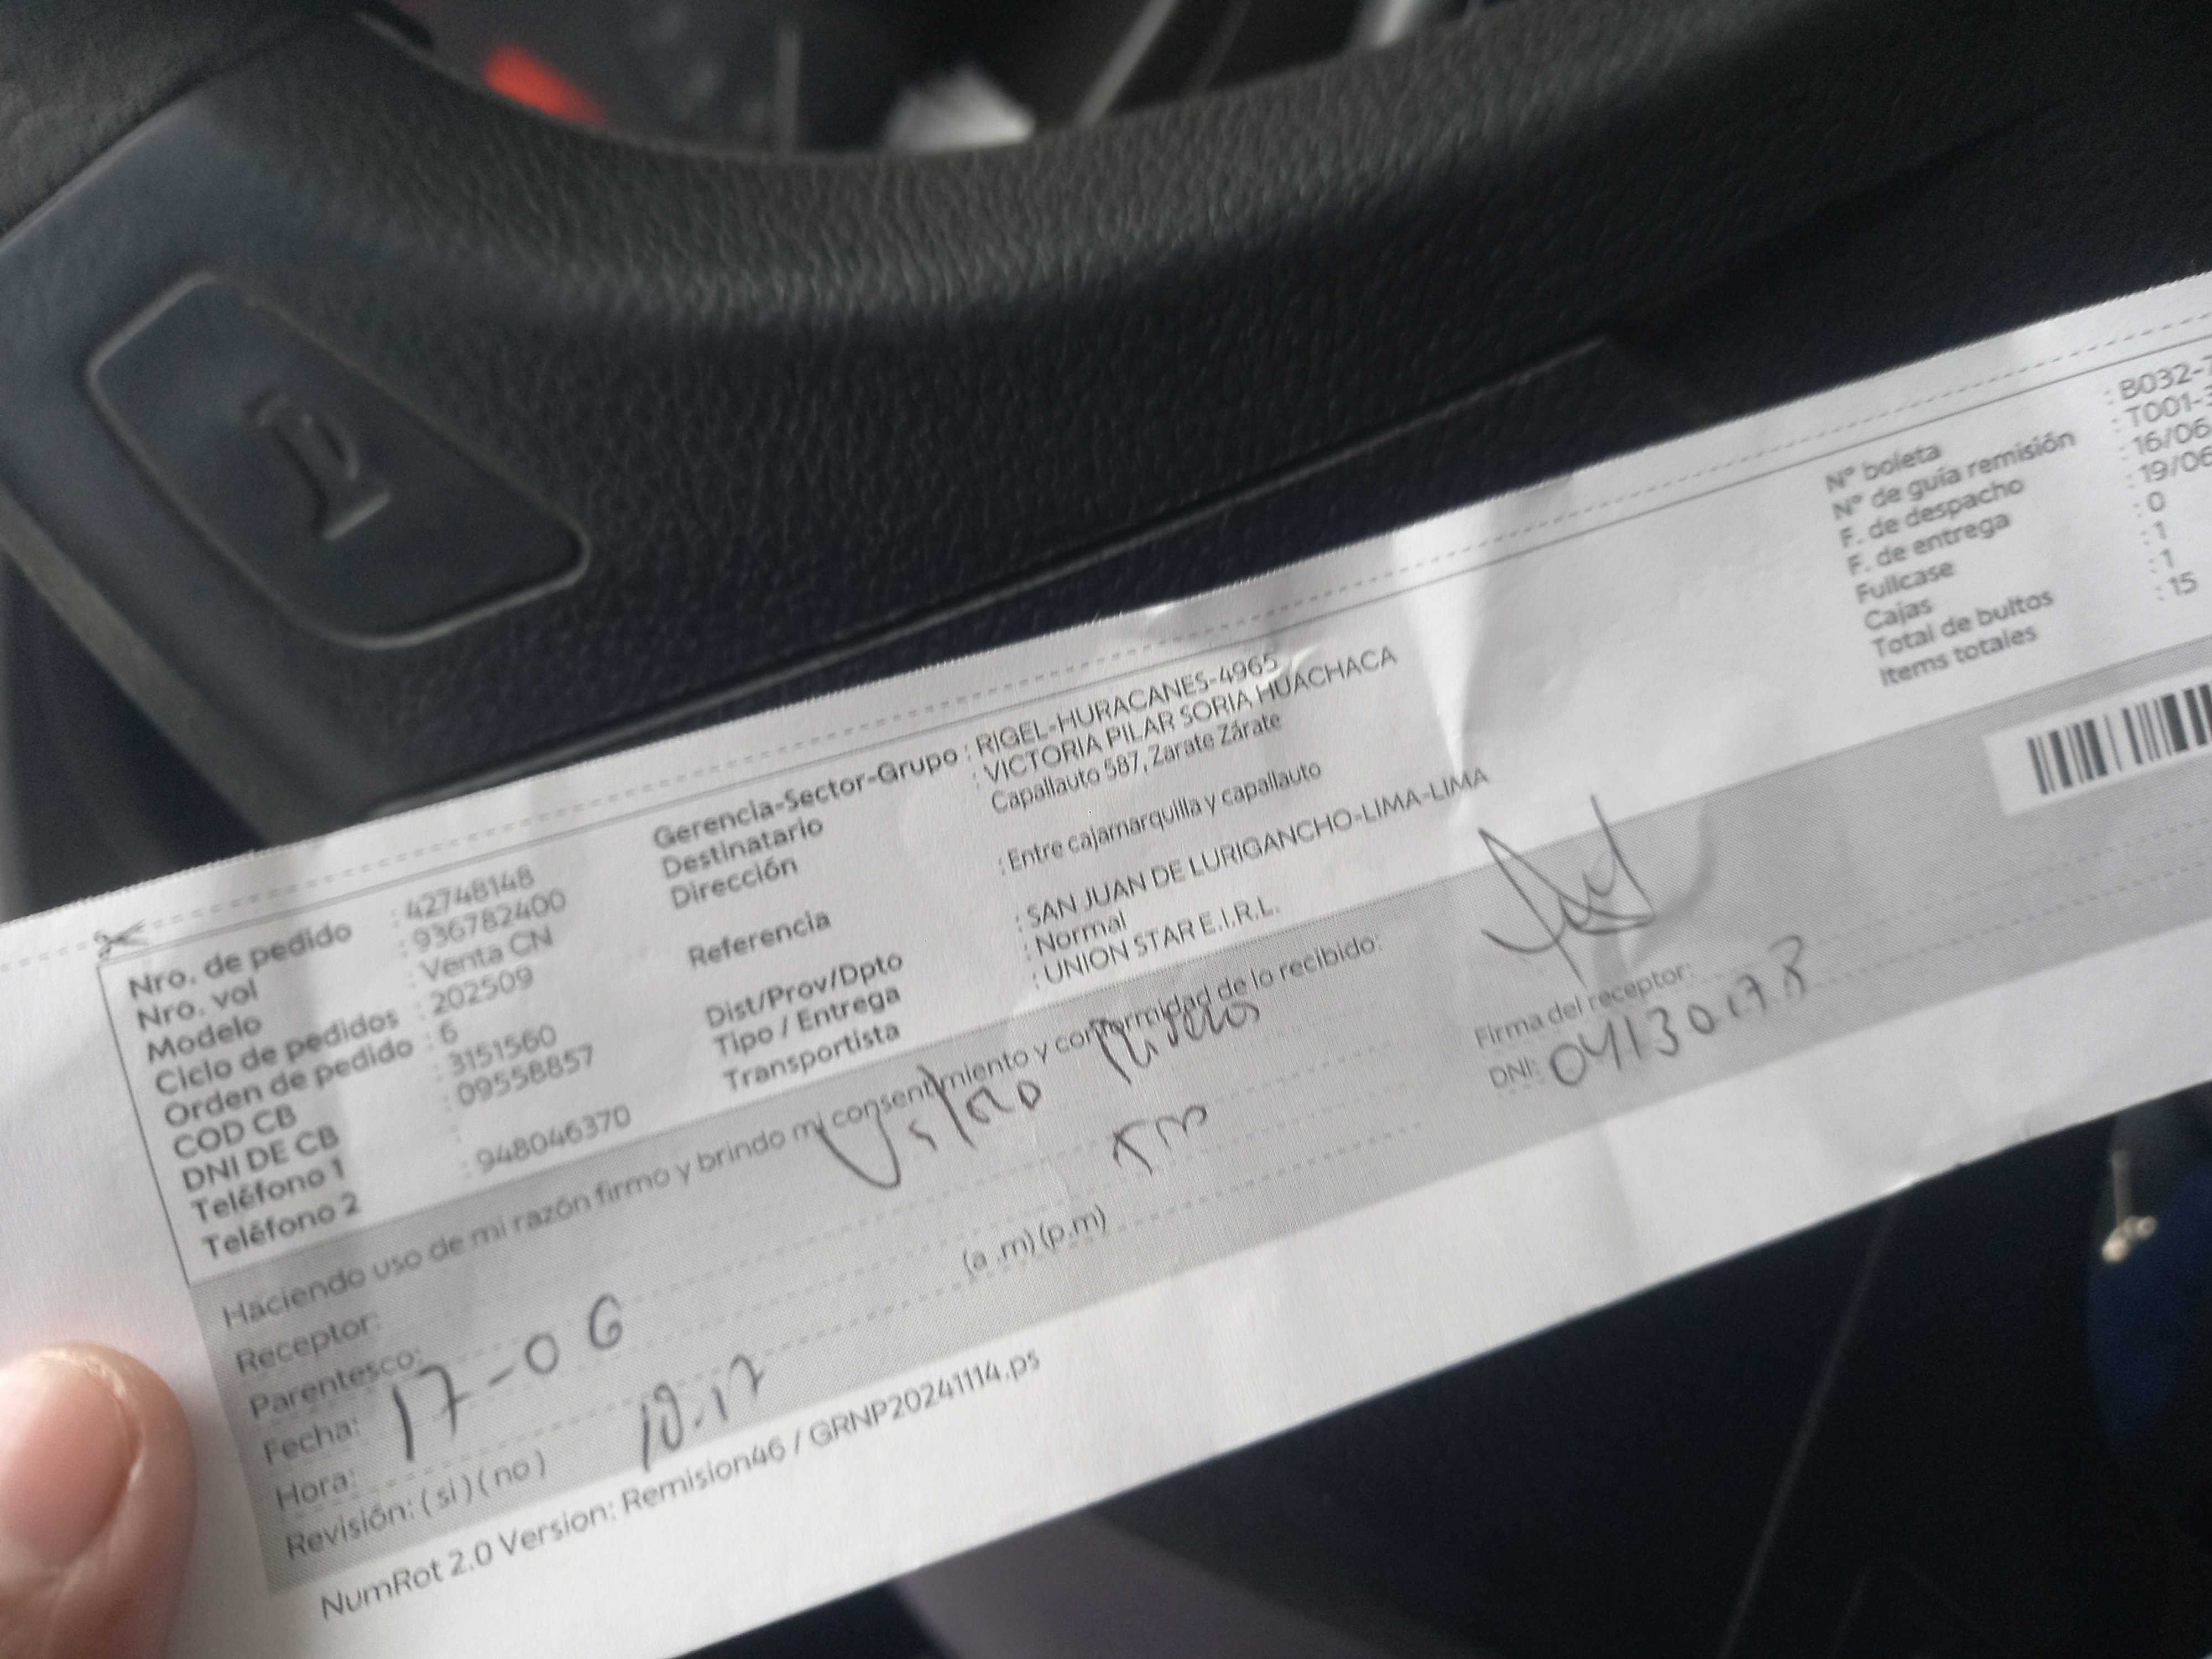 Nro. de pedido : 42748148
Nro. vol : 936782400
Modelo : Venta CN
Ciclo de pedidos : 202509
Orden de pedido : 6
COD CB : 3151560
DNI DE CB : 09558857
Teléfono 1 :
Teléfono 2 : 948046370
Gerencia-Sector-Grupo : RIGEL-HURACANES-4965
Destinatario : VICTORIA PILAR SORIA HUACHACA
Dirección Capallauto 587, Zarate Zárate
Referencia : Entre cajamarquilla y capallauto
Dist/Prov/Dpto : SAN JUAN DE LURIGANCHO-LIMA-LIMA
Tipo / Entrega : Normal
Transportista : UNION STAR E.I.R.L.
N° boleta : B032-7
N° de guía remisión : T001-3
F. de despacho : 16/06
F. de entrega : 19/06
Fullcase : 0
Cajas : 1
Total de bultos : 1
Items totales : 15
Haciendo uso de mi razón firmo y brindo mi consentimiento y conformidad de lo recibido:
Receptor:
Parentesco:
Fecha: 17-06
Hora: 10.17 (a.m) (p.m)
Revisión: (si) (no)
Firma del receptor:
DNI:
NumRot 2.0 Version: Remision46 / GRNP20241114.ps